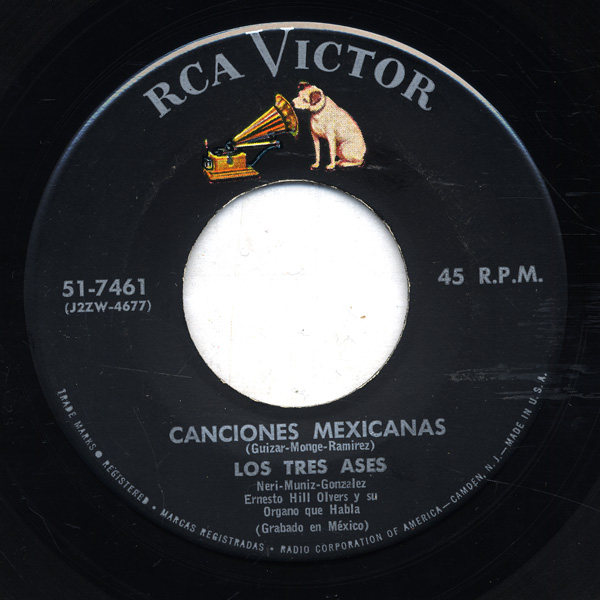 RCA VICTOR
51-7461
(J2ZW-4677)
45 R.P.M.
CANCIONES MEXICANAS
(Guizar-Monge-Ramirez)
LOS TRES ASES
Neri-Muniz-Gonzalez
Ernesto Hill Olvers y su
Organo que Habla
(Grabado en México)
TRADE MARKS ● REGISTERED • MARCAS REGISTRADAS • RADIO CORPORATION OF AMERICA—CAMDEN, N.J.—MADE IN U.S.A.